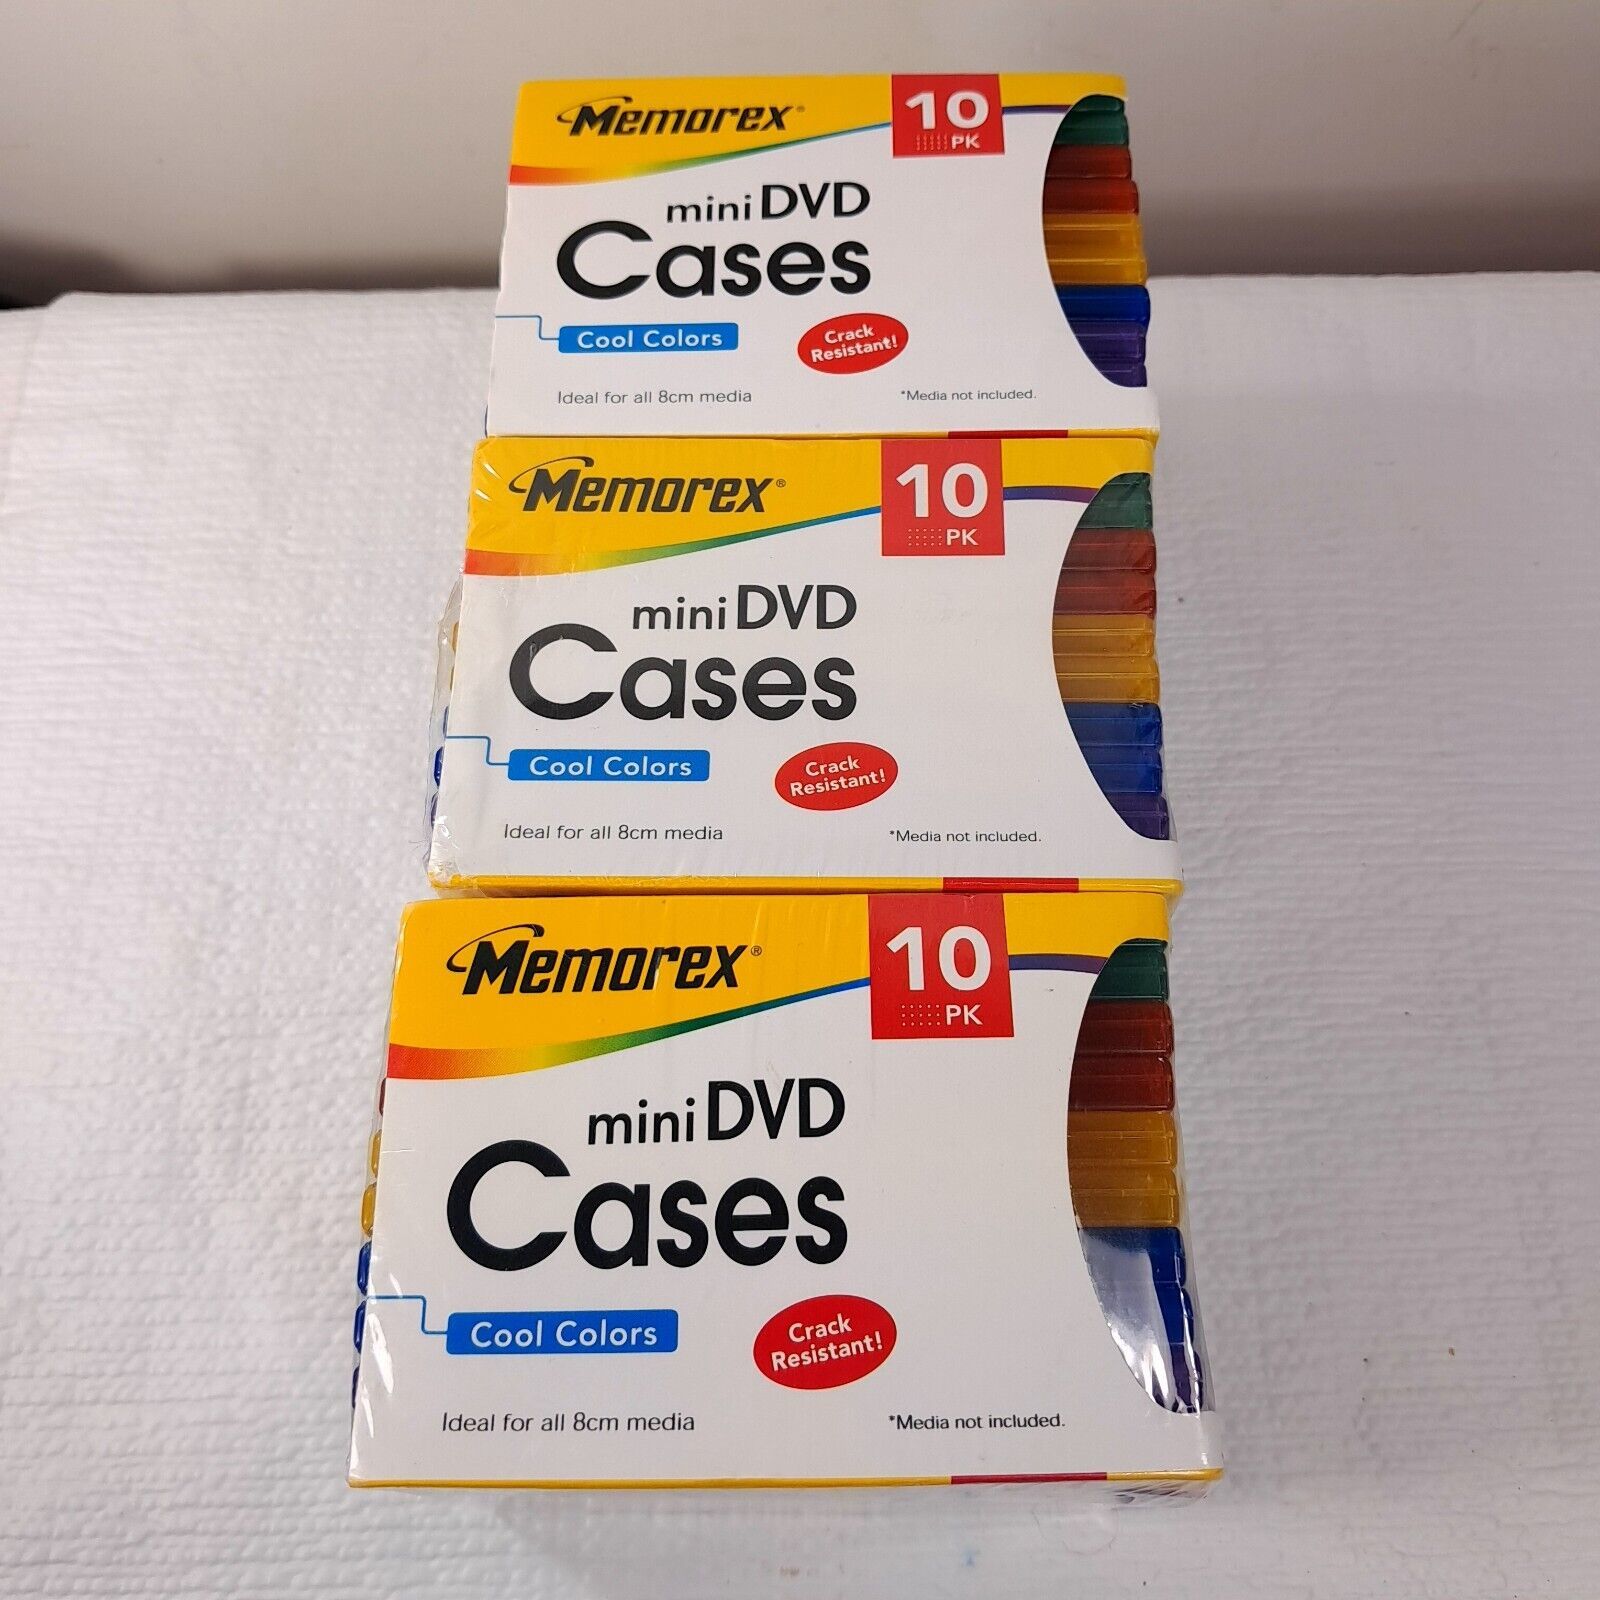 Memorex®
10
PK
mini DVD
Cases
Cool Colors
Crack
Resistant!
Ideal for all 8cm media
*Media not included.
Memorex®
10
PK
mini DVD
Cases
Cool Colors
Crack
Resistant!
Ideal for all 8cm media
*Media not included.
Memorex®
10
PK
mini DVD
Cases
Cool Colors
Crack
Resistant!
Ideal for all 8cm media
*Media not included.